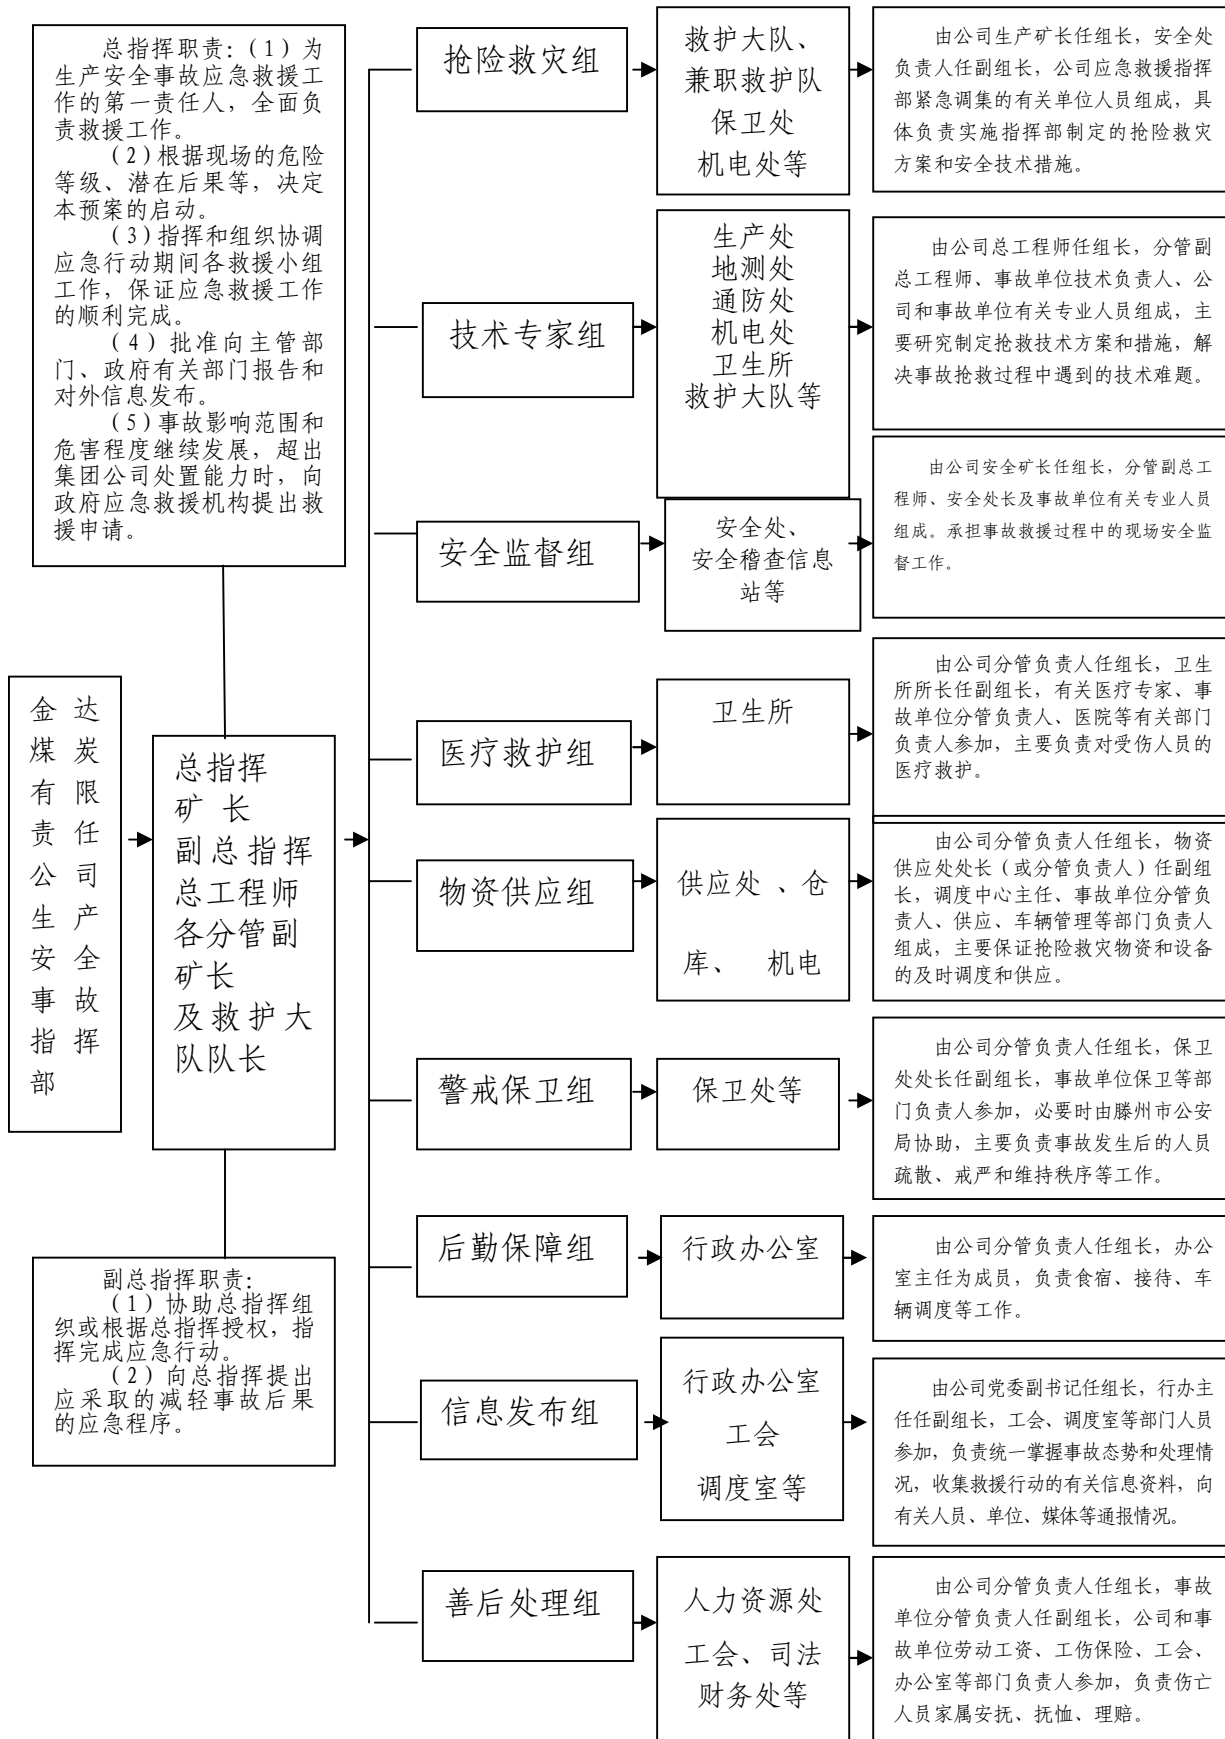 总指挥职责：（1）为
生产安全事故应急救援工
作的第一责任人，全面负
责救援工作。
（2）根据现场的危险
等级、潜在后果等，决定
本预案的启动。
（3）指挥和组织协调
应急行动期间各救援小组
工作，保证应急救援工作
的顺利完成。
（4）批准向主管部
门、政府有关部门报告和
对外信息发布。
（5）事故影响范围和
危害程度继续发展，超出
集团公司处置能力时，向
政府应急救援机构提出救
援申请。
金达
煤炭
有限
责任
公司
生产
安全
事故
指挥
部
总指挥
矿 长
副总指挥
总工程师
各分管副
矿长
及救护大
队队长
副总指挥职责：
（1）协助总指挥组
织或根据总指挥授权，指
挥完成应急行动。
（2）向总指挥提出
应采取的减轻事故后果
的应急程序。
抢险救灾组
救护大队、
兼职救护队
保卫处
机电处等
由公司生产矿长任组长，安全处
负责人任副组长，公司应急救援指挥
部紧急调集的有关单位人员组成，具
体负责实施指挥部制定的抢险救灾
方案和安全技术措施。
技术专家组
生产处
地测处
通防处
机电处
卫生所
救护大队等
由公司总工程师任组长，分管副
总工程师、事故单位技术负责人、公
司和事故单位有关专业人员组成，主
要研究制定抢救技术方案和措施，解
决事故抢救过程中遇到的技术难题。
安全监督组
安全处、
安全稽查信息
站等
由公司安全矿长任组长，分管副总工
程师、安全处长及事故单位有关专业人员
组成。承担事故救援过程中的现场安全监
督工作。
医疗救护组
卫生所
由公司分管负责人任组长，卫生
所所长任副组长，有关医疗专家、事
故单位分管负责人、医院等有关部门
负责人参加，主要负责对受伤人员的
医疗救护。
物资供应组
供应处 、仓
库、 机电
由公司分管负责人任组长，物资
供应处处长（或分管负责人）任副组
长，调度中心主任、事故单位分管负
责人、供应、车辆管理等部门负责人
组成，主要保证抢险救灾物资和设备
的及时调度和供应。
警戒保卫组
保卫处等
由公司分管负责人任组长，保卫
处处长任副组长，事故单位保卫等部
门负责人参加，必要时由滕州市公安
局协助，主要负责事故发生后的人员
疏散、戒严和维持秩序等工作。
后勤保障组
行政办公室
由公司分管负责人任组长，办公
室主任为成员，负责食宿、接待、车
辆调度等工作。
信息发布组
行政办公室
工会
调度室等
由公司党委副书记任组长，行办主
任任副组长，工会、调度室等部门人员
参加，负责统一掌握事故态势和处理情
况，收集救援行动的有关信息资料，向
有关人员、单位、媒体等通报情况。
善后处理组
人力资源处
工会、司法
财务处等
由公司分管负责人任组长，事故
单位分管负责人任副组长，公司和事
故单位劳动工资、工伤保险、工会、
办公室等部门负责人参加，负责伤亡
人员家属安抚、抚恤、理赔。